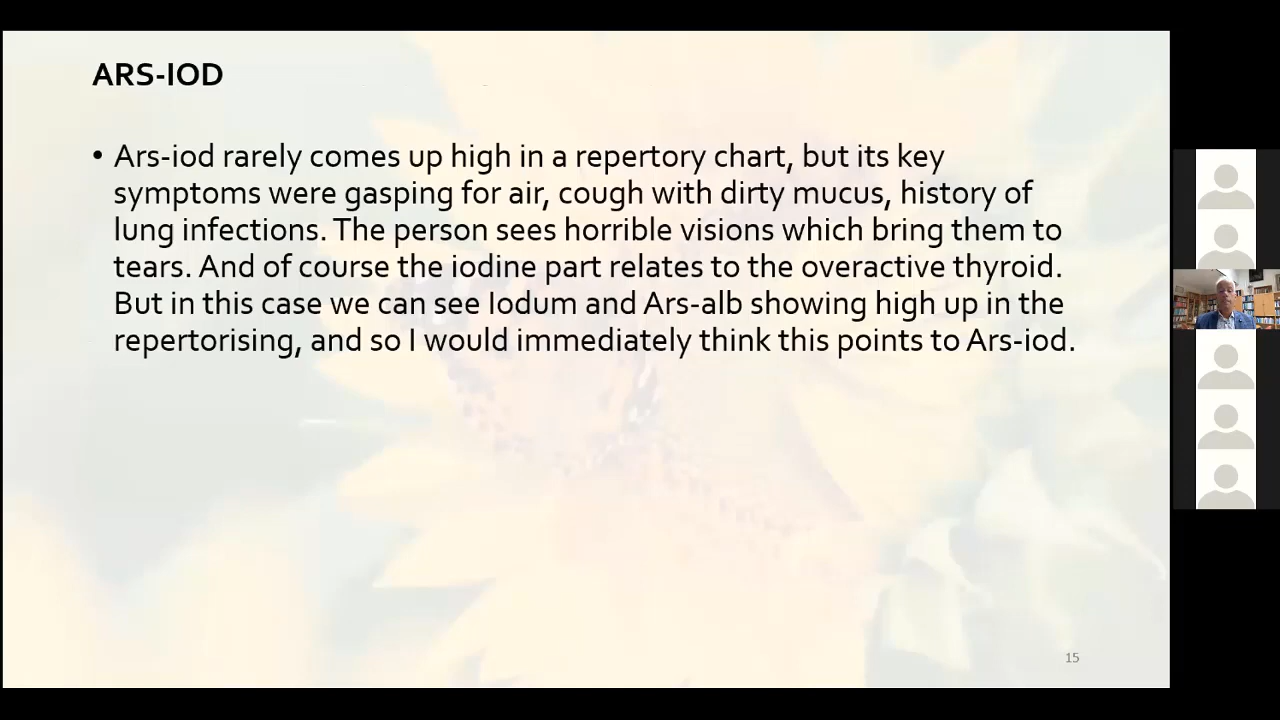 ARS-IOD
• Ars-iod rarely comes up high in a repertory chart, but its key
symptoms were gasping for air, cough with dirty mucus, history of
lung infections. The person sees horrible visions which bring them to
tears. And of course the iodine part relates to the overactive thyroid.
But in this case we can see Iodum and Ars-alb showing high up in the
repertorising, and so I would immediately think this points to Ars-iod.
15